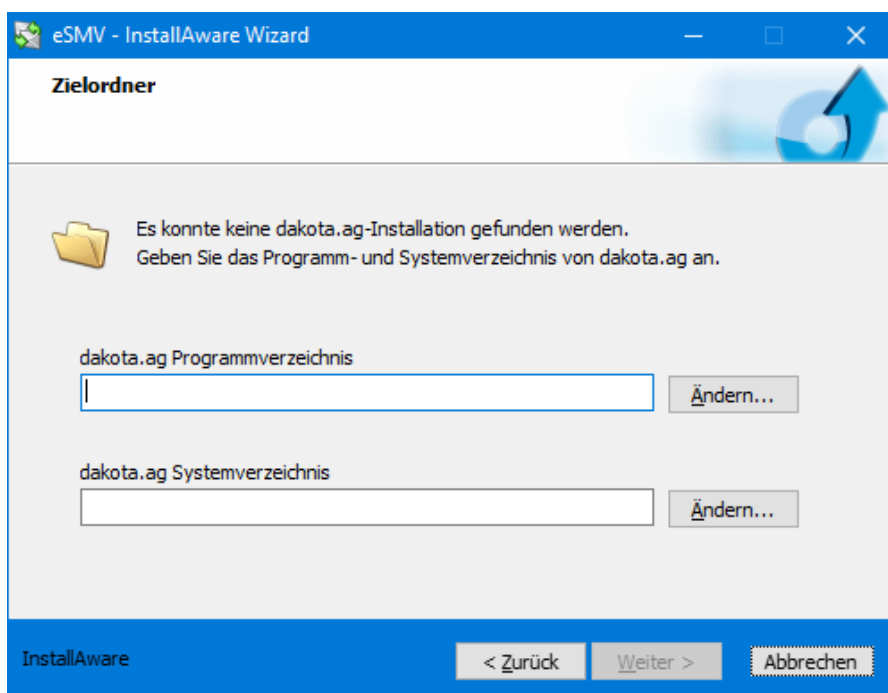 eSMV - InstallAware Wizard
Zielordner
Es konnte keine dakota.ag-Installation gefunden werden.
Geben Sie das Programm- und Systemverzeichnis von dakota.ag an.
dakota.ag Programmverzeichnis
Ändern...
dakota.ag Systemverzeichnis
Ändern...
InstallAware
< Zurück
Weiter >
Abbrechen